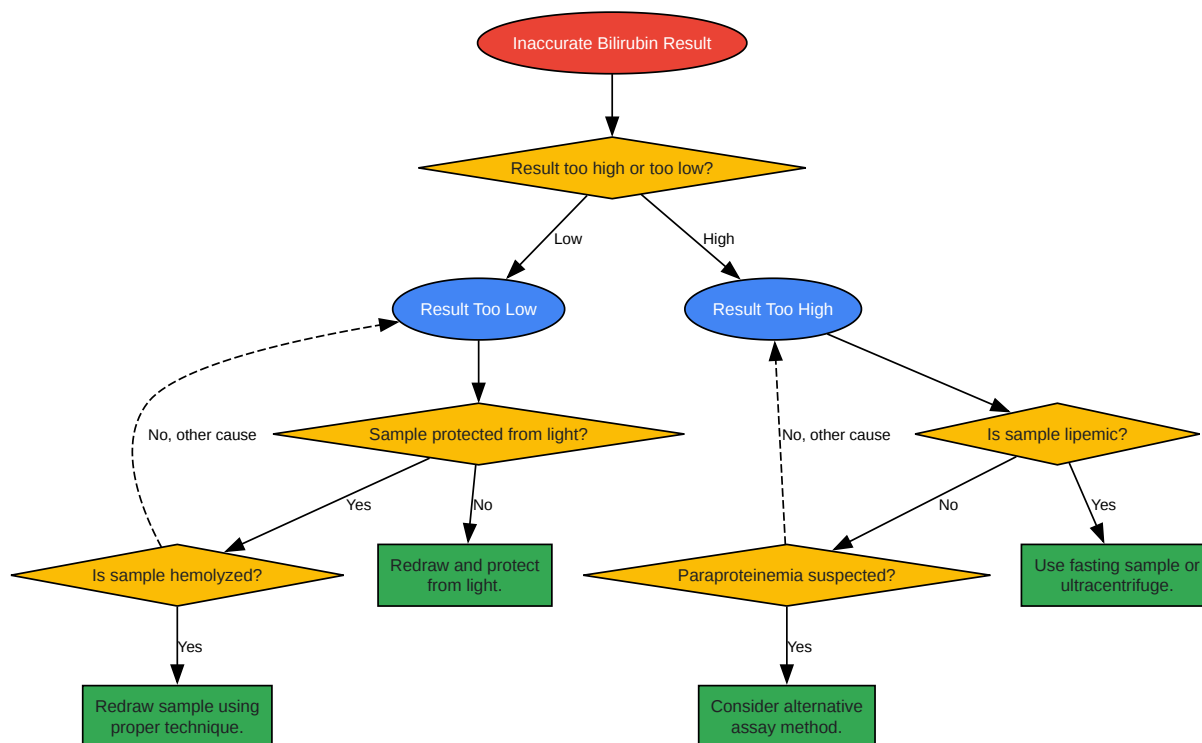 Inaccurate Bilirubin Result
Result too high or too low?
Low
High
Result Too Low
Result Too High
No, other cause
Sample protected from light?
No, other cause
Is sample lipemic?
Yes
No
No
Yes
Is sample hemolyzed?
Redraw and protect
from light.
Paraproteinemia suspected?
Use fasting sample or
ultracentrifuge.
Yes
Yes
Redraw sample using
proper technique.
Consider alternative
assay method.